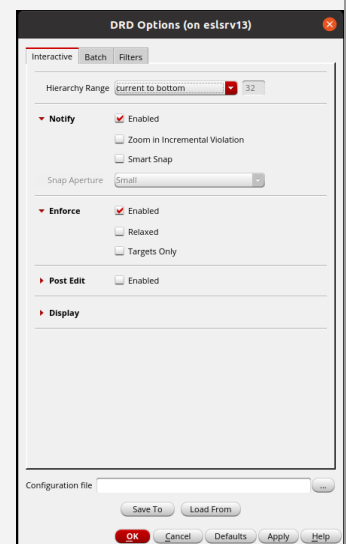 DRD Options (on eslsrv13)
Interactive Batch Filters
Hierarchy Range current to bottom 32
Notify Enabled
Zoom in Incremental Violation
Smart Snap
Snap Aperture Small
Enforce Enabled
Relaxed
Targets Only
Post Edit Enabled
Display
Configuration file ...
Save To Load From
OK Cancel Defaults Apply Help